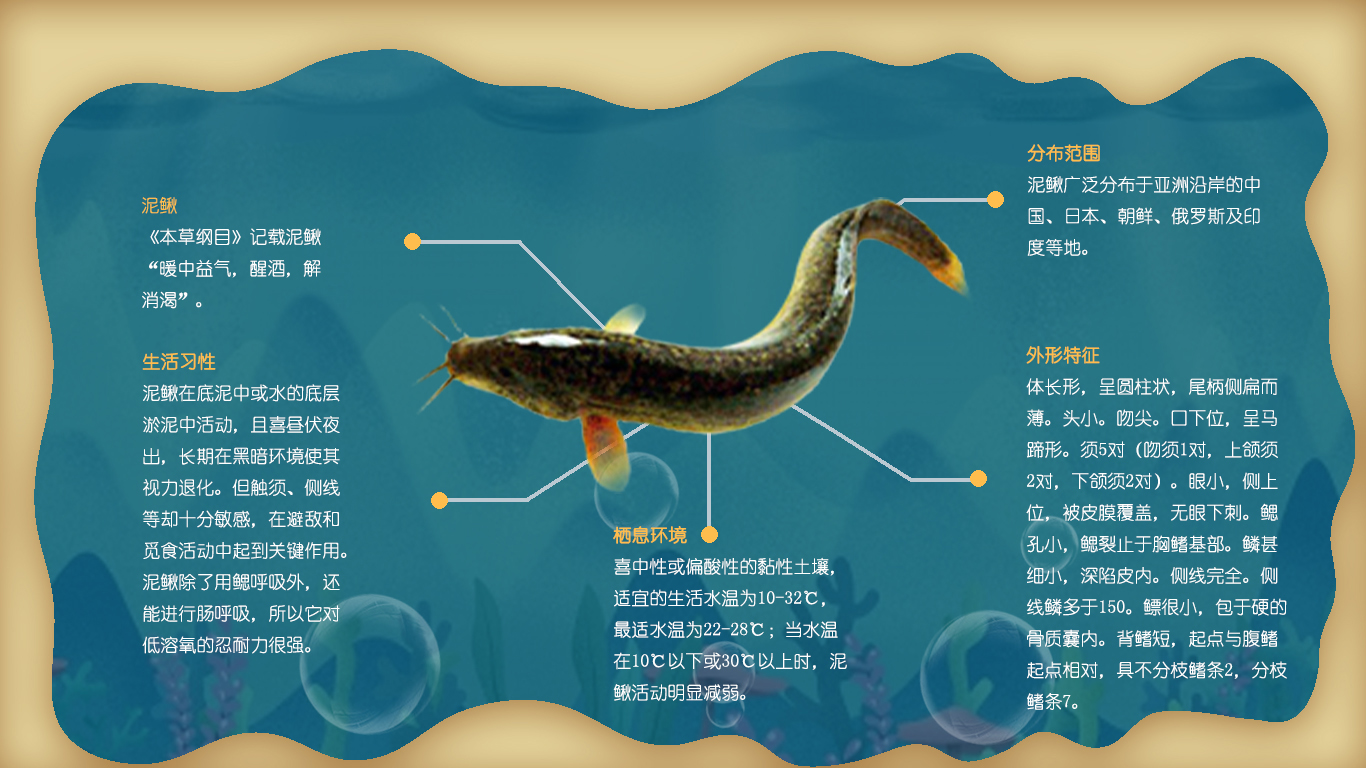 泥鳅
《本草纲目》记载泥鳅
“暖中益气，醒酒，解
消渴”。
生活习性
泥鳅在底泥中或水的底层
淤泥中活动，且喜昼伏夜
出，长期在黑暗环境使其
视力退化。但触须、侧线
等却十分敏感，在避敌和
觅食活动中起到关键作用。
泥鳅除了用鳃呼吸外，还
能进行肠呼吸，所以它对
低溶氧的忍耐力很强。
栖息环境
喜中性或偏酸性的黏性土壤，
适宜的生活水温为10-32℃，
最适水温为22-28℃；当水温
在10℃以下或30℃以上时，泥
鳅活动明显减弱。
分布范围
泥鳅广泛分布于亚洲沿岸的中
国、日本、朝鲜、俄罗斯及印
度等地。
外形特征
体长形，呈圆柱状，尾柄侧扁而
薄。头小。吻尖。口下位，呈马
蹄形。须5对（吻须1对，上颌须
2对，下颌须2对）。眼小，侧上
位，被皮膜覆盖，无眼下刺。鳃
孔小，鳃裂止于胸鳍基部。鳞甚
细小，深陷皮内。侧线完全。侧
线鳞多于150。鳔很小，包于硬的
骨质囊内。背鳍短，起点与腹鳍
起点相对，具不分枝鳍条2，分枝
鳍条7。